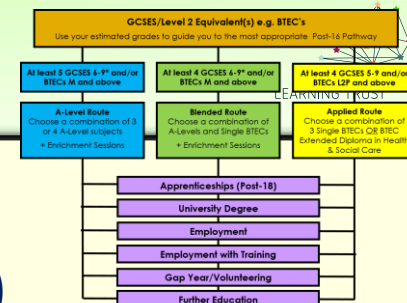 GCSES/Level 2 Equivalent(s) e.g. BTEC's
Use your estimated grades to guide you to the most appropriate Post-16 Pathway
At least 5 GCSES 6-9* and/or
BTECs M and above
At least 4 GCSES 6-9* and/or
BTECs M and above
At least 4 GCSES 5-9 and/or
BTECs L2P and above
LEARNING TRUST
A-Level Route
Choose a combination of 3
or 4 A-Level subjects
+ Enrichment Sessions
Blended Route
Choose a combination of
A-Levels and Single BTECs
+ Enrichment Sessions
Applied Route
Choose a combination of
3 Single BTECs OR BTEC
Extended Diploma in Health
& Social Care
Apprenticeships (Post-18)
University Degree
Employment
Employment with Training
Gap Year/Volunteering
Further Education